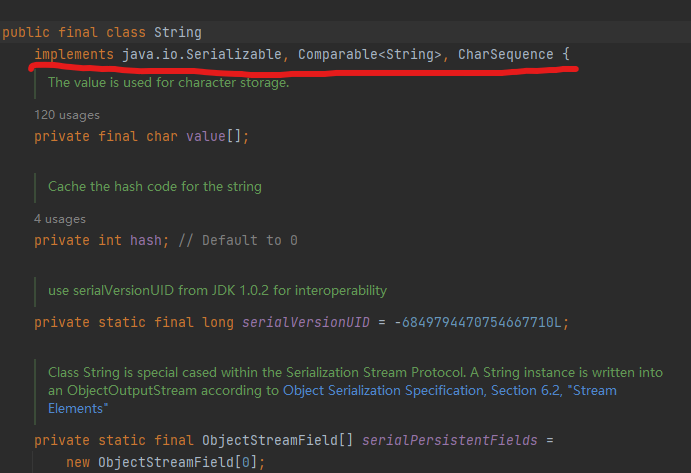 public final class String
implements java.io.Serializable, Comparable<String>, CharSequence {
The value is used for character storage.
120 usages
private final char value[];
Cache the hash code for the string
4 usages
private int hash; // Default to 0
use serialVersionUID from JDK 1.0.2 for interoperability
private static final long serialVersionUID = -6849794470754667710L;
Class String is special cased within the Serialization Stream Protocol. A String instance is written into
an ObjectOutputStream according to Object Serialization Specification, Section 6.2, "Stream
Elements"
private static final ObjectStreamField[] serialPersistentFields =
new ObjectStreamField[0];